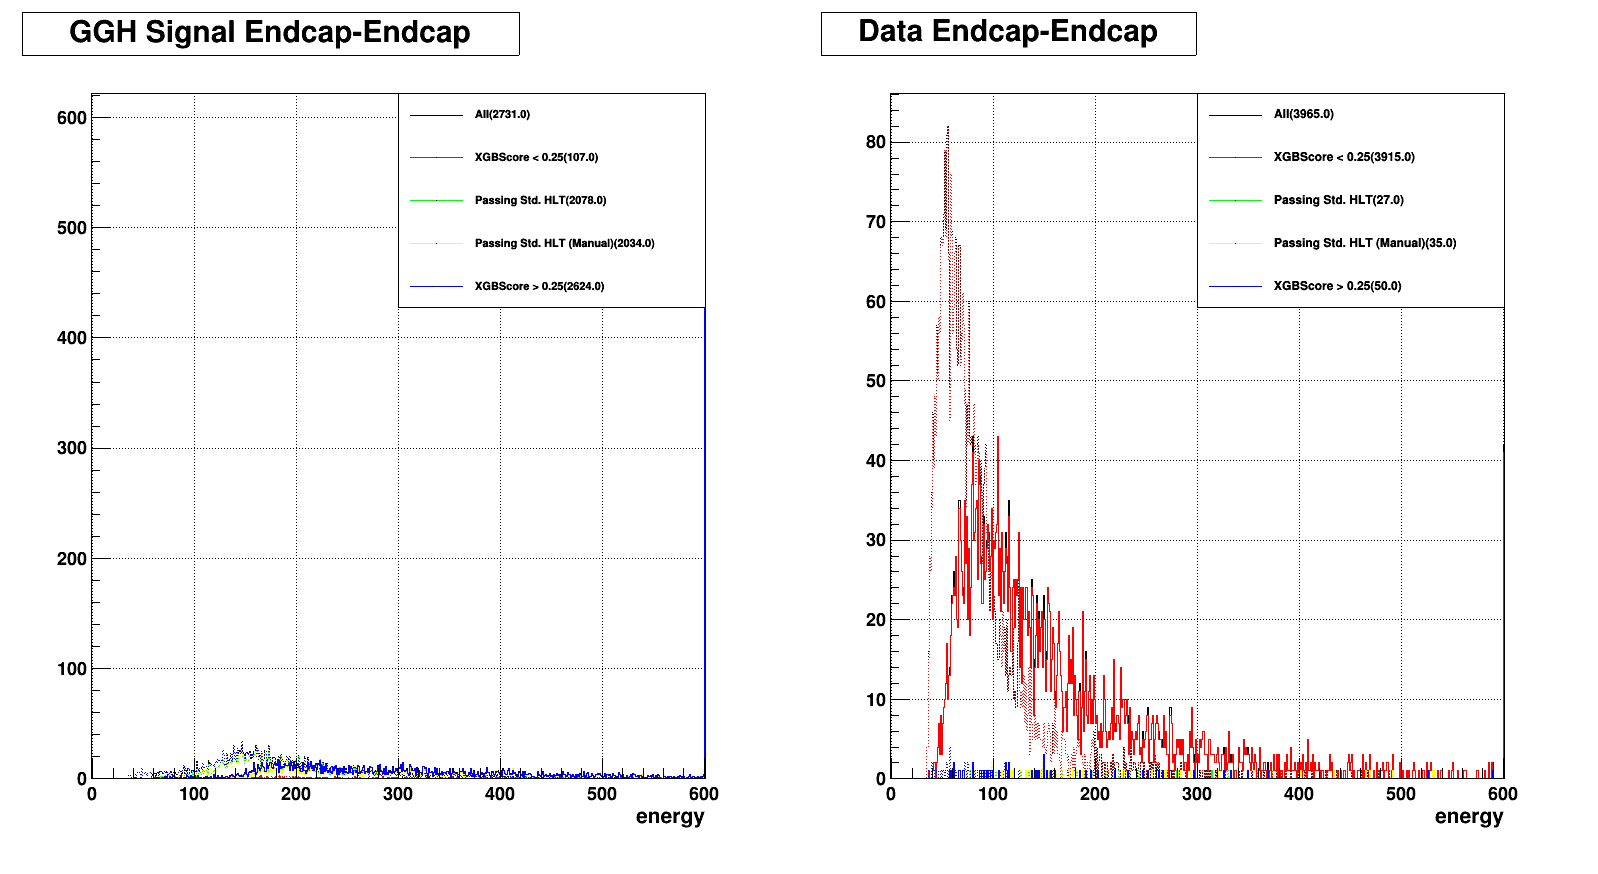 GGH Signal Endcap-Endcap
All(2731.0)
XGBScore < 0.25(107.0)
Passing Std. HLT(2078.0)
Passing Std. HLT (Manual)(2034.0)
XGBScore > 0.25(2624.0)
600
500
400
300
200
100
0
0 100 200 300 400 500 600
energy
Data Endcap-Endcap
All(3965.0)
XGBScore < 0.25(3915.0)
Passing Std. HLT(27.0)
Passing Std. HLT (Manual)(35.0)
XGBScore > 0.25(50.0)
80
70
60
50
40
30
20
10
0
0 100 200 300 400 500 600
energy